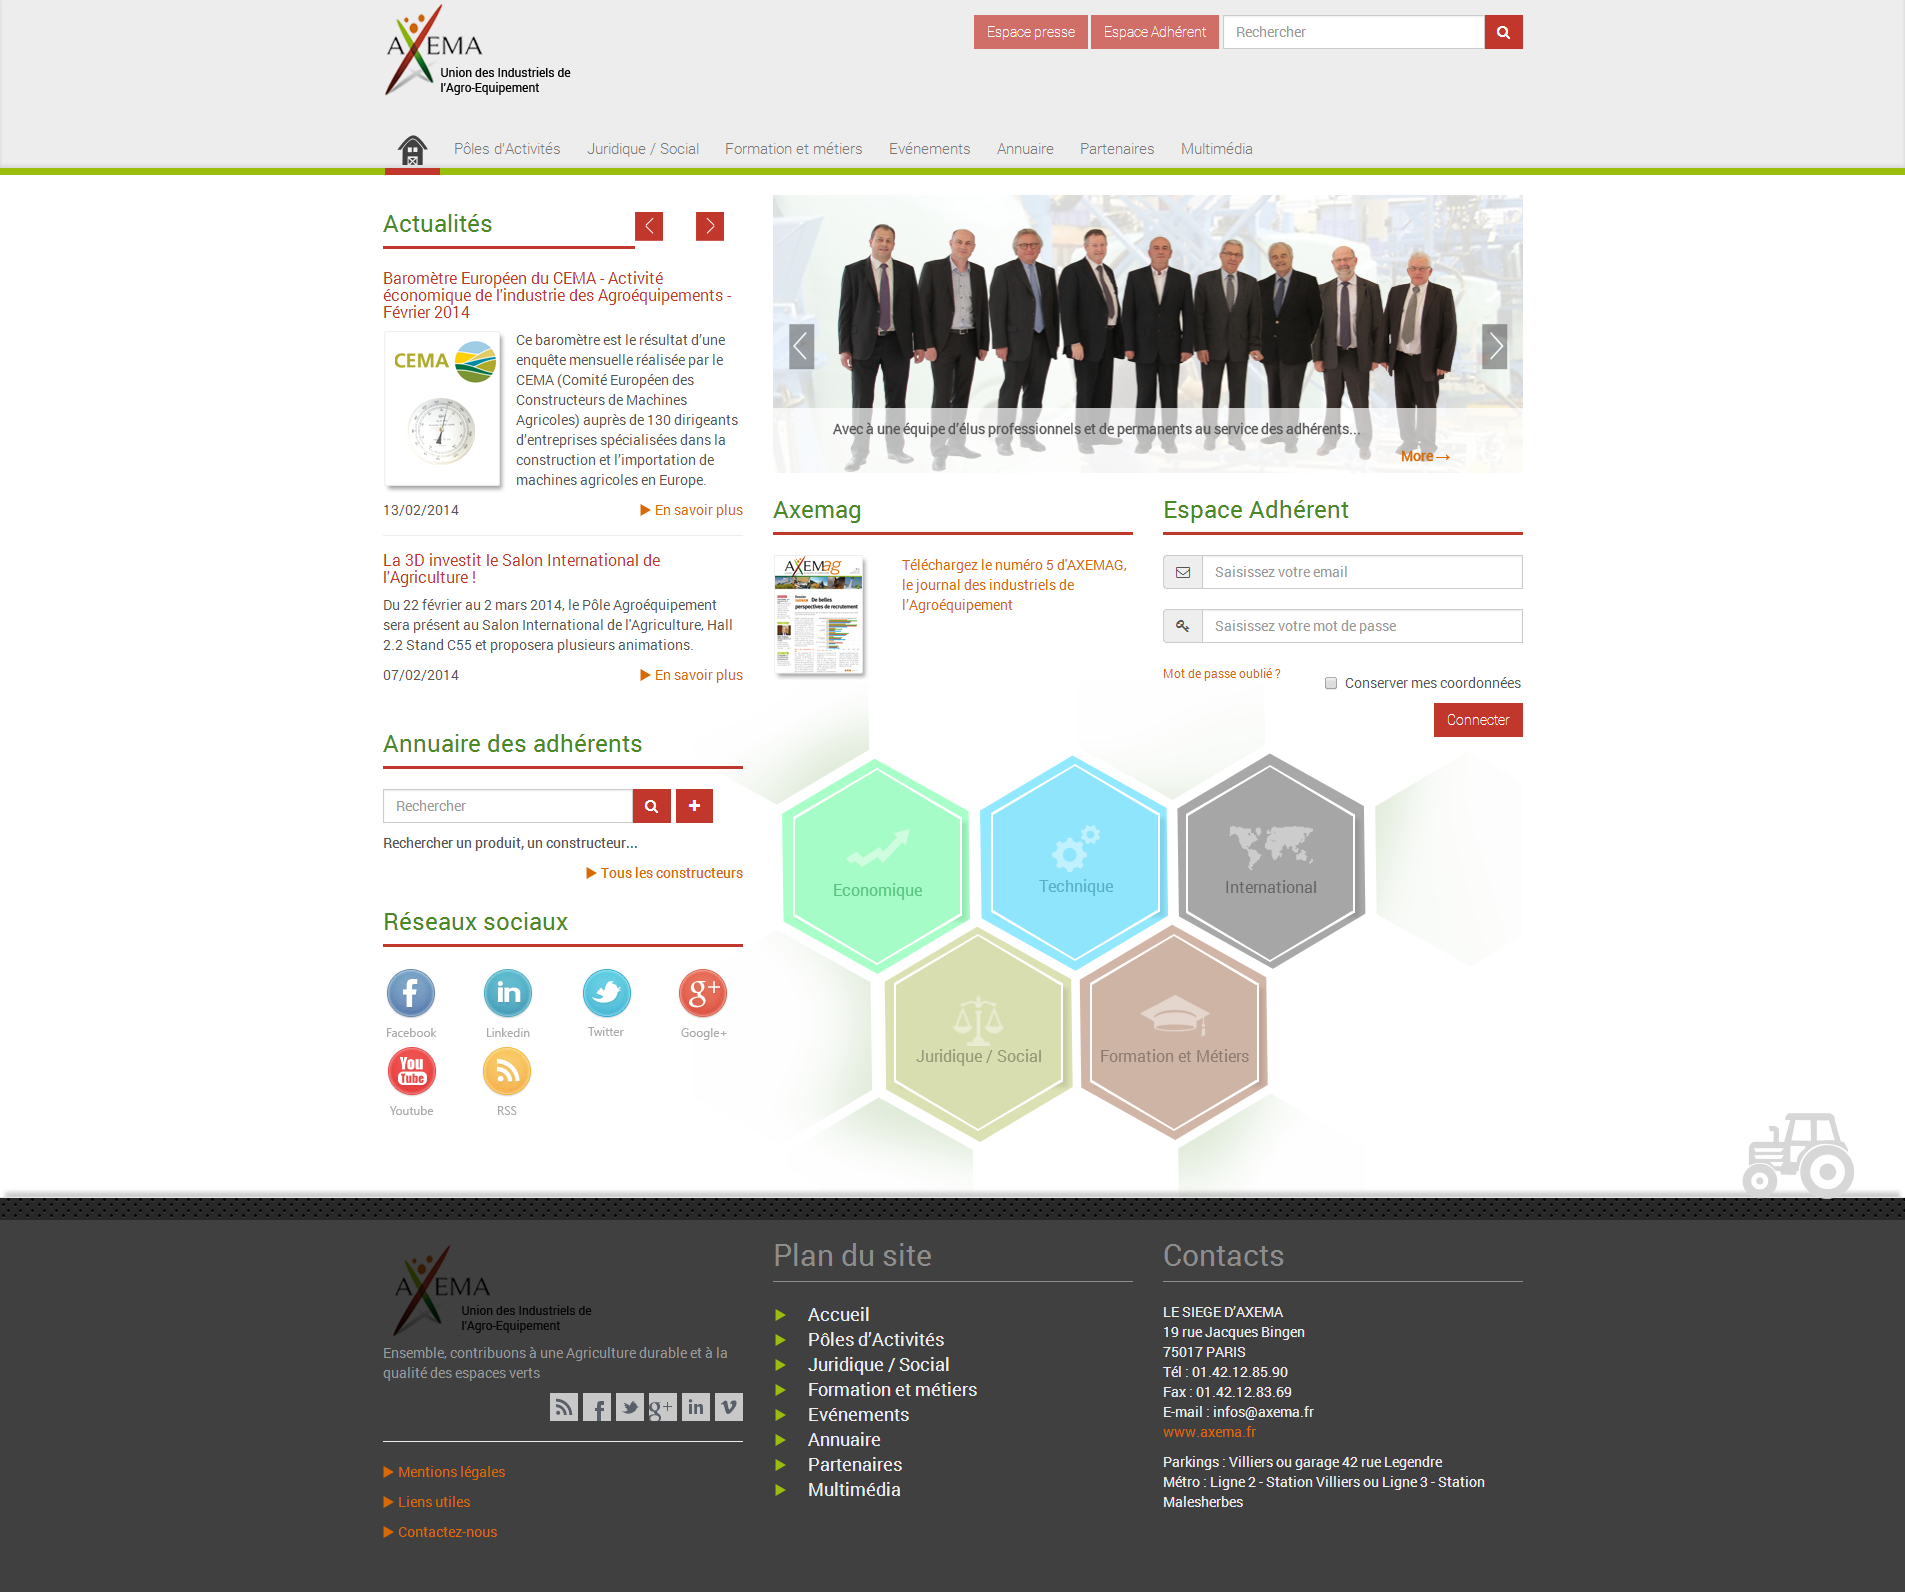 AXEMA
Union des Industriels de
l'Agro-Equipement
Espace presse
Espace Adhérent
Rechercher
Pôles d'Activités
Juridique / Social
Formation et métiers
Evénements
Annuaire
Partenaires
Multimédia
Actualités
Baromètre Européen du CEMA - Activité
économique de l'industrie des Agroéquipements -
Février 2014
CEMA
Ce baromètre est le résultat d’une
enquête mensuelle réalisée par le
CEMA (Comité Européen des
Constructeurs de Machines
Agricoles) auprès de 130 dirigeants
d’entreprises spécialisées dans la
construction et l’importation de
machines agricoles en Europe.
13/02/2014
En savoir plus
La 3D investit le Salon International de
l'Agriculture !
Du 22 février au 2 mars 2014, le Pôle Agroéquipement
sera présent au Salon International de l'Agriculture, Hall
2.2 Stand C55 et proposera plusieurs animations.
07/02/2014
En savoir plus
Avec à une équipe d’élus professionnels et de permanents au service des adhérents...
More →
Axemag
AXEMag
De belles
perspectives de recrutement
Téléchargez le numéro 5 d'AXEMAG,
le journal des industriels de
l’Agroéquipement
Espace Adhérent
Saisissez votre email
Saisissez votre mot de passe
Mot de passe oublié ?
Conserver mes coordonnées
Connecter
Annuaire des adhérents
Rechercher
Rechercher un produit, un constructeur...
Tous les constructeurs
Réseaux sociaux
Facebook
in
Linkedin
Twitter
g+
Google+
You
Tube
Youtube
RSS
Economique
Technique
International
Juridique / Social
Formation et Métiers
AXEMA
Union des Industriels de
l'Agro-Equipement
Ensemble, contribuons à une Agriculture durable et à la
qualité des espaces verts
g+
in
Mentions légales
Liens utiles
Contactez-nous
Plan du site
Accueil
Pôles d'Activités
Juridique / Social
Formation et métiers
Evénements
Annuaire
Partenaires
Multimédia
Contacts
LE SIEGE D’AXEMA
19 rue Jacques Bingen
75017 PARIS
Tél : 01.42.12.85.90
Fax : 01.42.12.83.69
E-mail : infos@axema.fr
www.axema.fr
Parkings : Villiers ou garage 42 rue Legendre
Métro : Ligne 2 - Station Villiers ou Ligne 3 - Station
Malesherbes